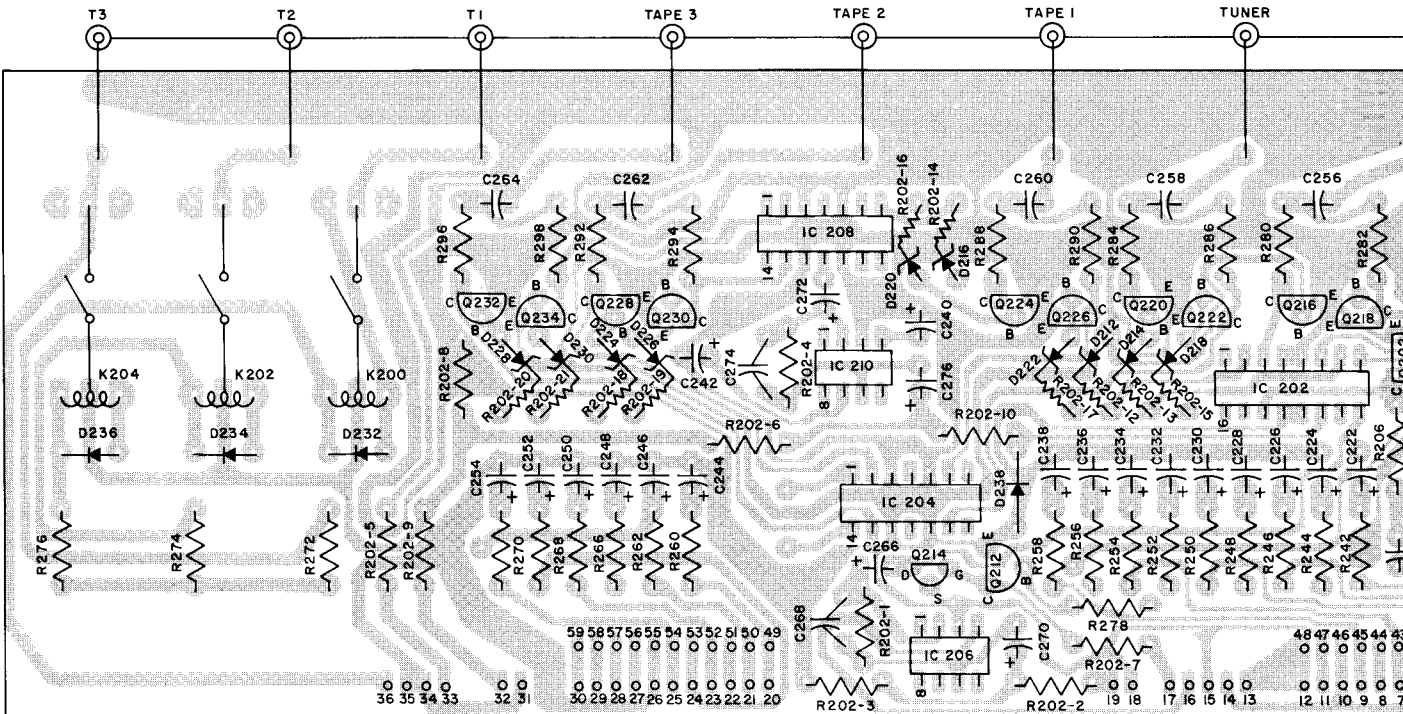 T3 T2 T1 TAPE 3 TAPE 2 TAPE 1 TUNER
C264 C262 R202-16 R202-14 C260 C258 C256
R296 R298 R292 R294 1 IC 208 14 R288 R290 R284 R286 R280 R282
D220 D216
C Q232 E B
B Q234 C E
C Q228 E B
B Q230 C E
C272 + C240 +
C Q224 E B
B Q226 C E
C Q220 E B
B Q222 C E
C Q216 E B
B Q218 C E
D228 D230 D224 D226 D222 D212 D214 D218
K204 K202 K200
R202-8 R202-20 R202-21 R202-18 R202-19 C242 + C274 R202-4 1 IC 210 8 C276 + R202-17 R202-12 R202-13 R202-15 1 IC 202 16
E C
D236 D234 D232 R202-6 R202-10 R206
C254 + C252 + C250 + C248 + C246 + C244 + 1 IC 204 14 D238 C238 + C236 + C234 + C232 + C230 + C228 + C226 + C224 + C222 +
R276 R274 R272 R202-5 R202-9 R270 R268 R266 R262 R260 + C266 D Q214 G S E Q212 B C R258 R256 R254 R252 R250 R248 R246 R244 R242
C268 R202-1 R278
1 IC 206 8 C270 + R202-7
59 58 57 56 55 54 53 52 51 50 49 48 47 46 45 44 43
36 35 34 33 32 31 30 29 28 27 26 25 24 23 22 21 20 R202-3 R202-2 19 18 17 16 15 14 13 12 11 10 9 8 7